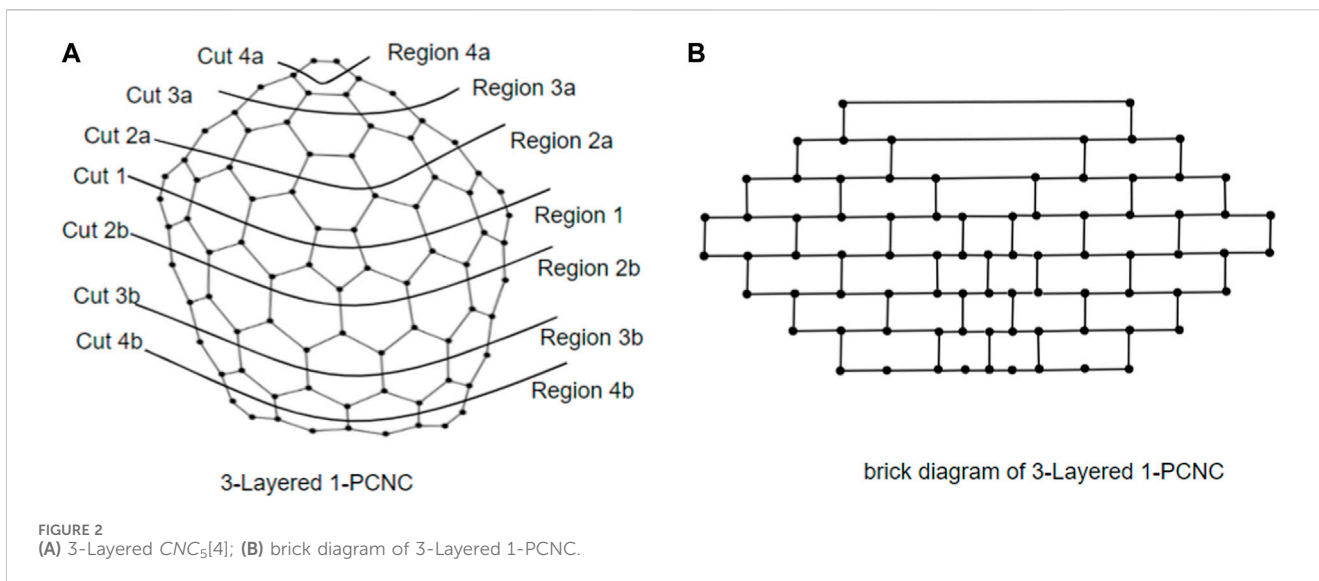 A
Cut 4a
Region 4a
Cut 3a
Region 3a
Cut 2a
Region 2a
Cut 1
Region 1
Cut 2b
Region 2b
Cut 3b
Region 3b
Cut 4b
Region 4b
3-Layered 1-PCNC
B
brick diagram of 3-Layered 1-PCNC
FIGURE 2
(A) 3-Layered CNC₅[4]; (B) brick diagram of 3-Layered 1-PCNC.